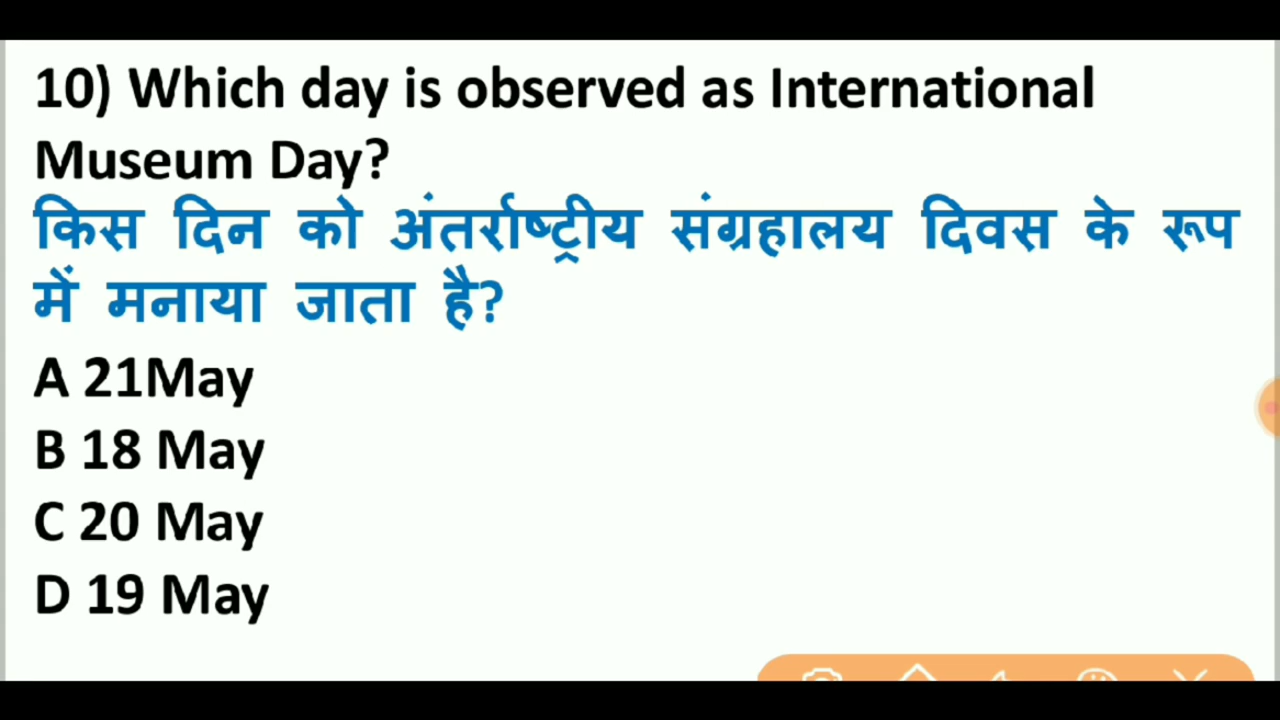 10) Which day is observed as International
Museum Day?
किस दिन को अंतर्राष्ट्रीय संग्रहालय दिवस के रूप
में मनाया जाता है?
A 21May
B 18 May
C 20 May
D 19 May